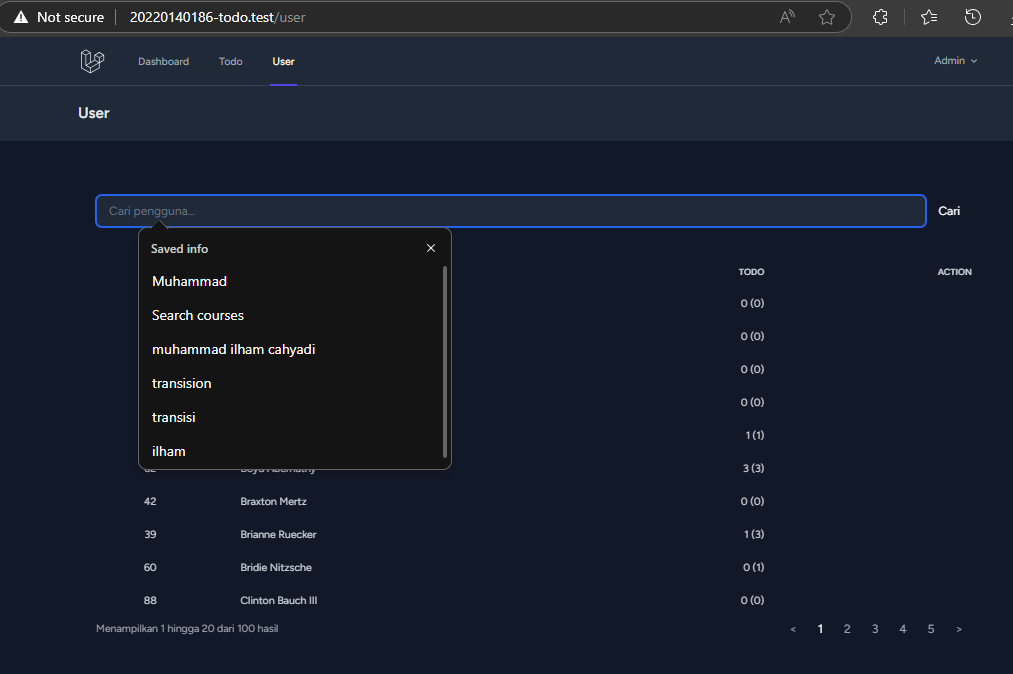 Not secure 20220140186-todo.test/user
Dashboard Todo User Admin
User
Cari pengguna... Cari
Saved info
Muhammad
Search courses
muhammad ilham cahyadi
transision
transisi
ilham
TODO ACTION
0 (0)
0 (0)
0 (0)
0 (0)
1 (1)
3 (3)
42 Braxton Mertz 0 (0)
39 Brianne Ruecker 1 (3)
60 Bridie Nitzsche 0 (1)
88 Clinton Bauch III 0 (0)
Menampilkan 1 hingga 20 dari 100 hasil < 1 2 3 4 5 >